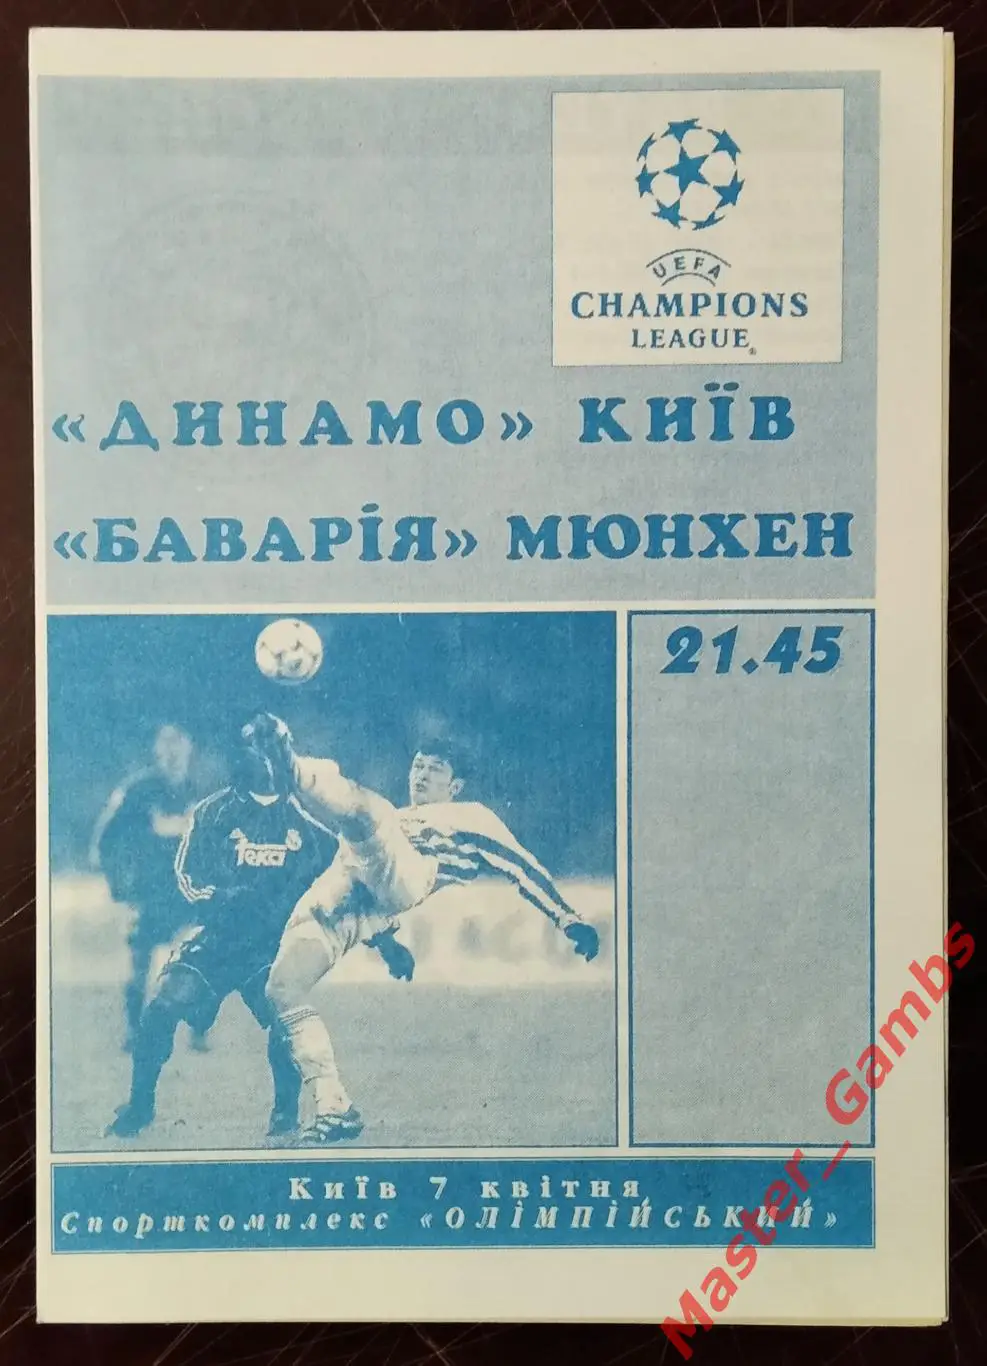 UEFA
CHAMPIONS
LEAGUE®
«ДИНАМО» КИЇВ
«БАВАРІЯ» МЮНХЕН
21.45
Teka
Київ 7 квітня,
Спорткомплекс «ОЛІМПІЙСЬКИЙ»
Master_Gambs